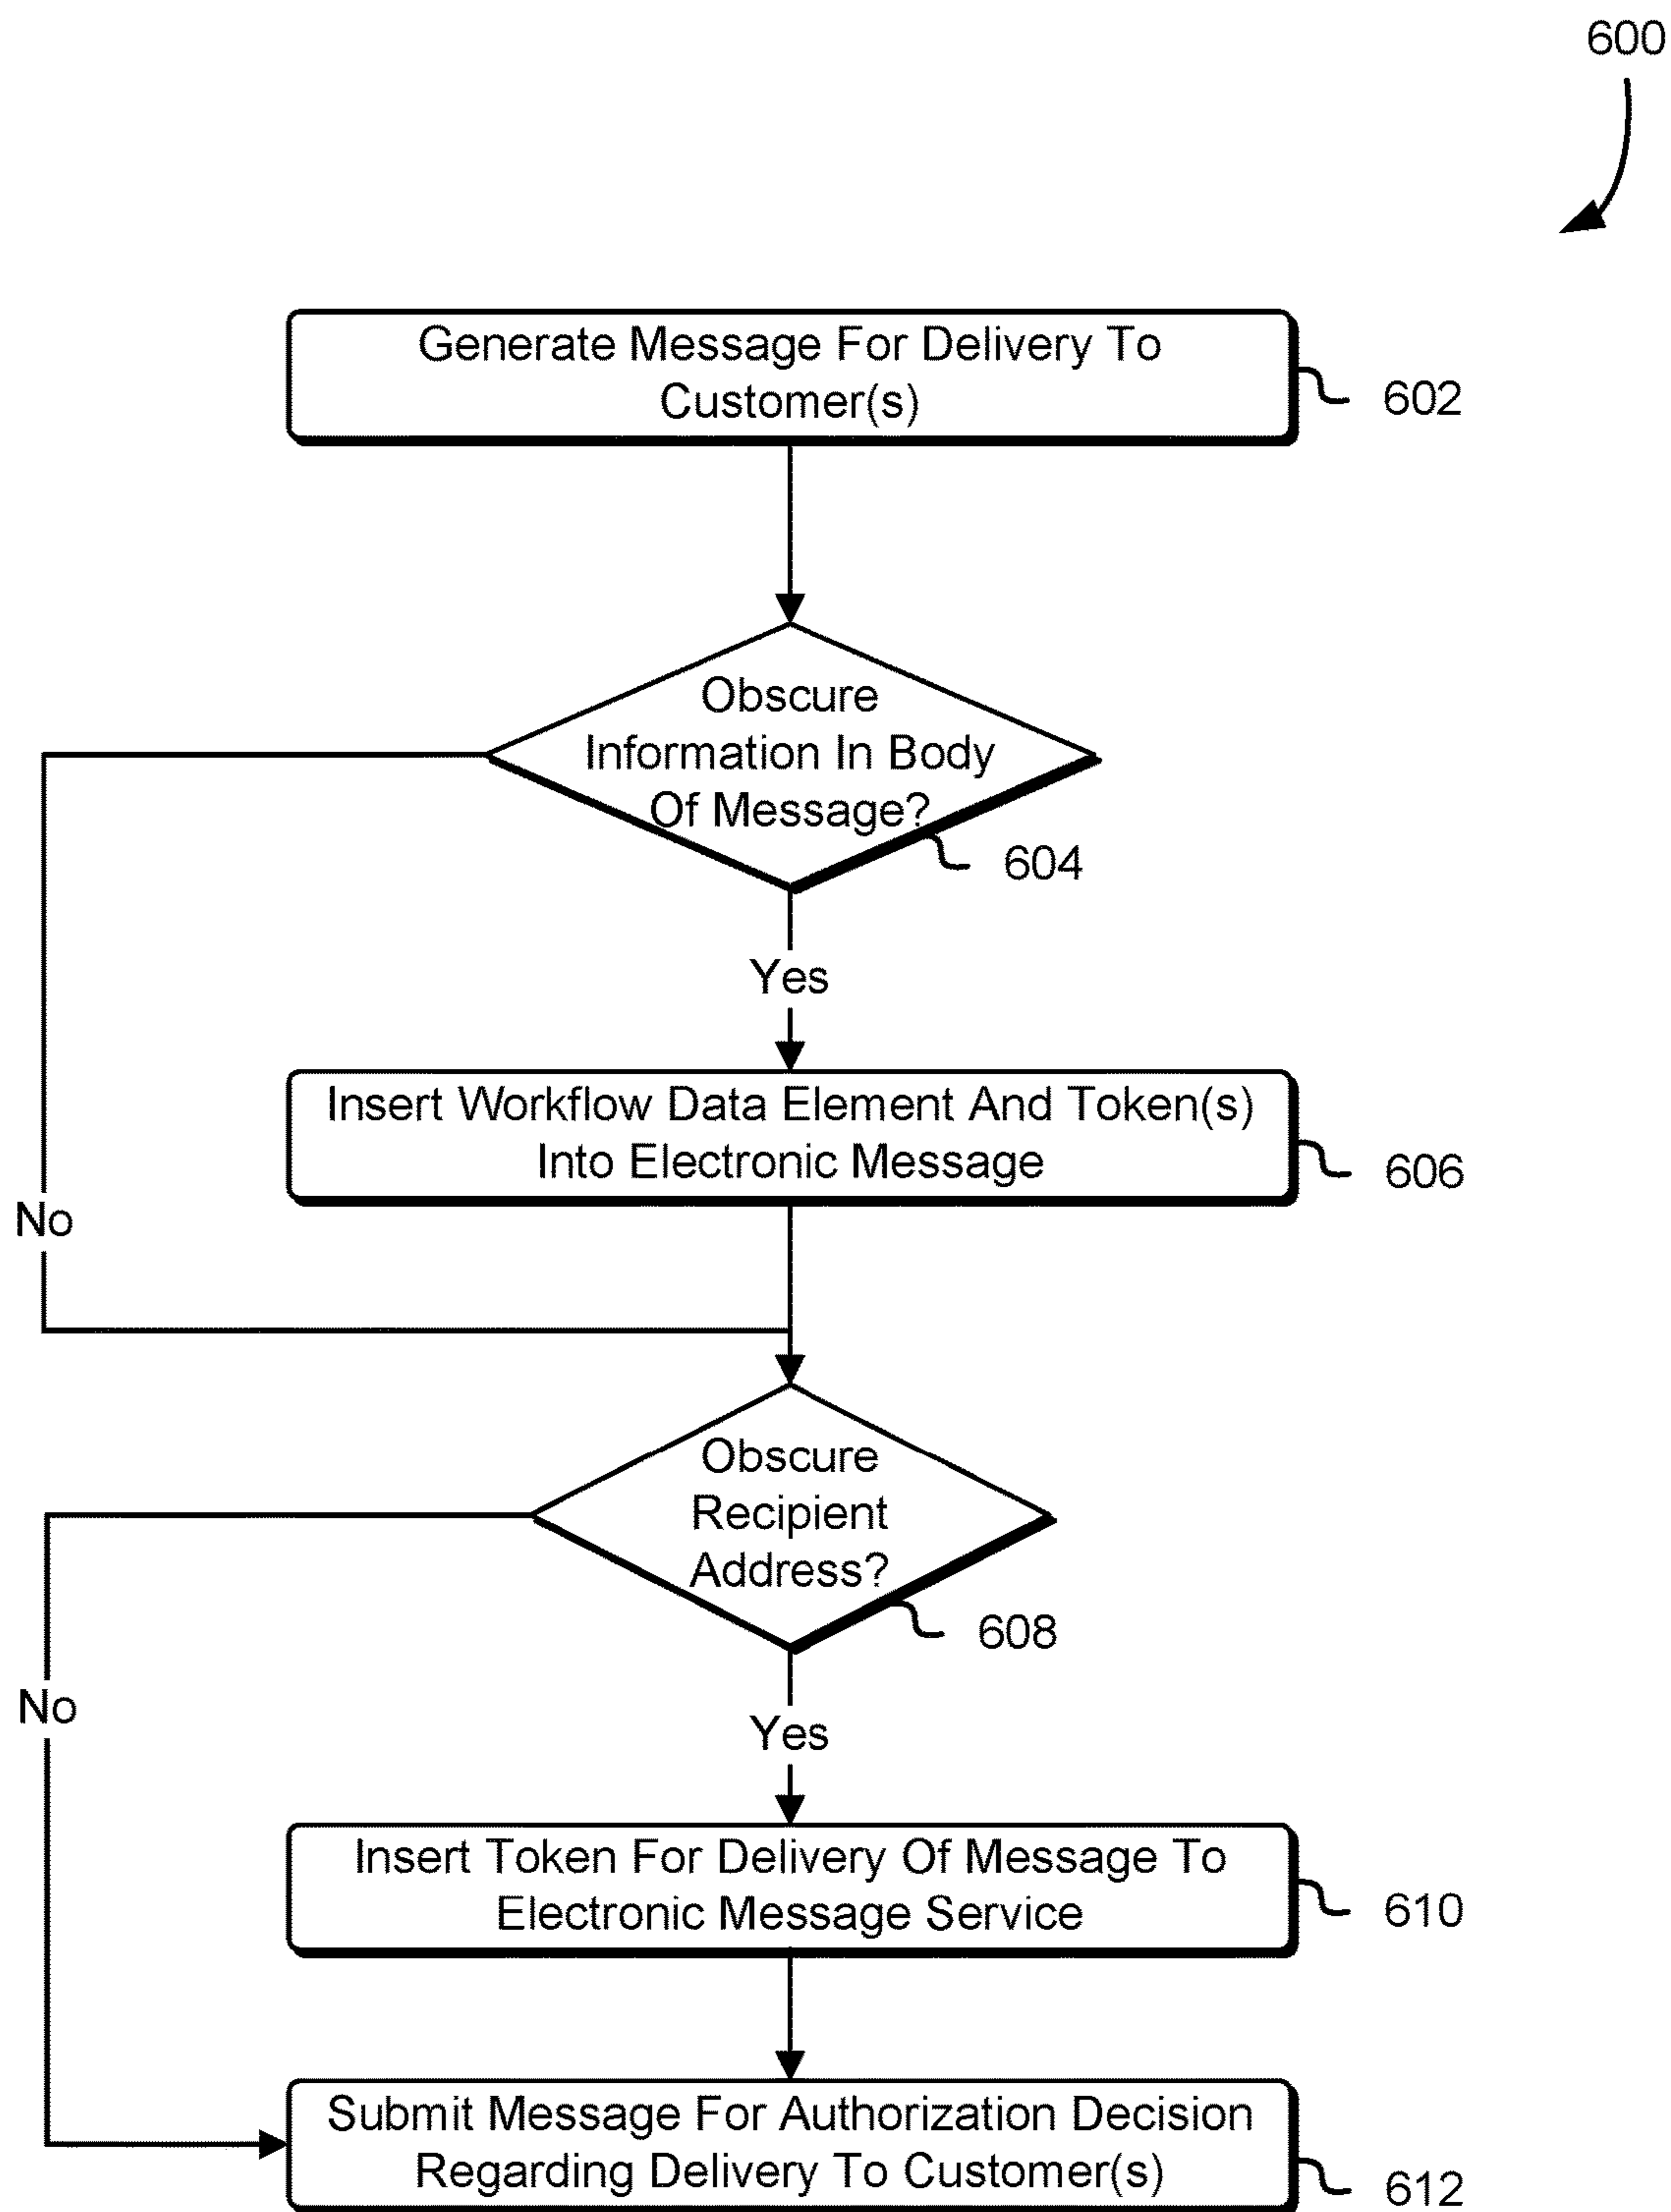 600
Generate Message For Delivery To
Customer(s)
602
Obscure
Information In Body
Of Message?
604
Yes
Insert Workflow Data Element And Token(s)
Into Electronic Message
606
No
Obscure
Recipient
Address?
608
No
Yes
Insert Token For Delivery Of Message To
Electronic Message Service
610
Submit Message For Authorization Decision
Regarding Delivery To Customer(s)
612